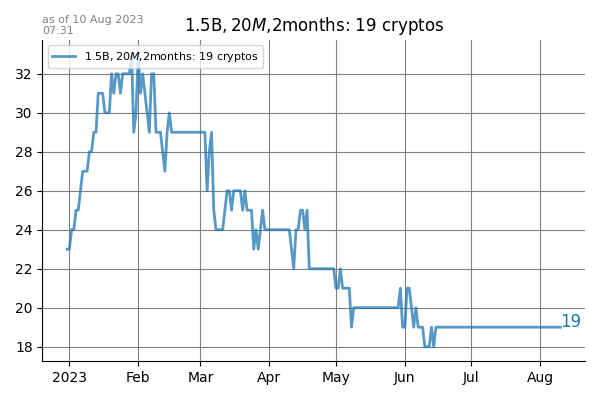 as of 10 Aug 2023
07:31
1.5B, 20M,2months: 19 cryptos
1.5B, 20M,2months: 19 cryptos
32
30
28
26
24
22
20
18
19
2023 Feb Mar Apr May Jun Jul Aug